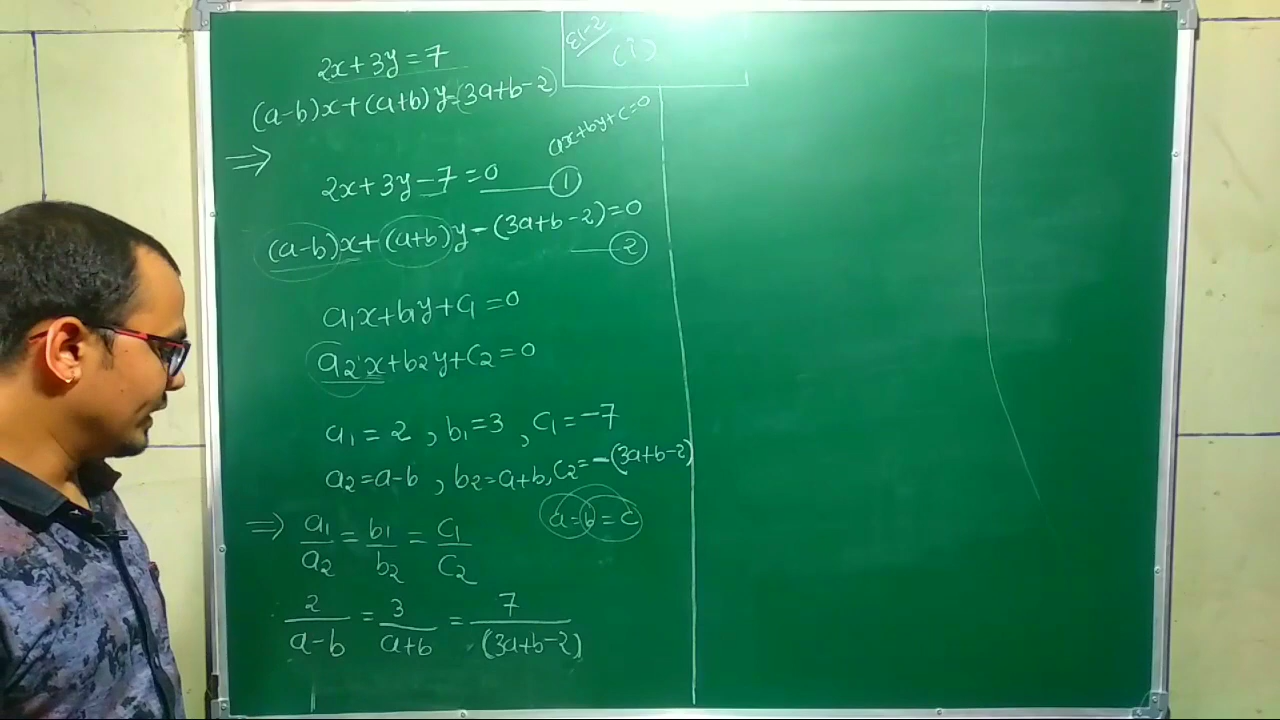 ε1-2
(i)
2x+3y=7
(a-b)x+(a+b)y=(3a+b-2)
ax+by+c=0
⇒
2x+3y-7=0 — ①
(a-b)x+(a+b)y-(3a+b-2)=0
— ②
a₁x+b₁y+c₁=0
a₂x+b₂y+c₂=0
a₁=2, b₁=3, c₁=-7
a₂=a-b, b₂=a+b, c₂=-(3a+b-2)
a=b=c
⇒ a₁/a₂ = b₁/b₂ = c₁/c₂
2/(a-b) = 3/(a+b) = 7/(3a+b-2)